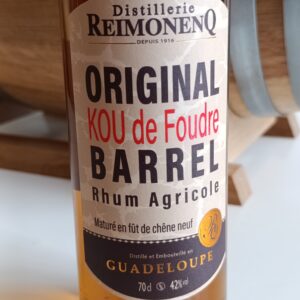 Distillerie
REIMONENQ
DEPUIS 1916
ORIGINAL
KOU de Foudre
BARREL
Rhum Agricole
Maturé en fût de chêne neuf
Distillé et Embouteillé en
GUADELOUPE
70 cl 42%